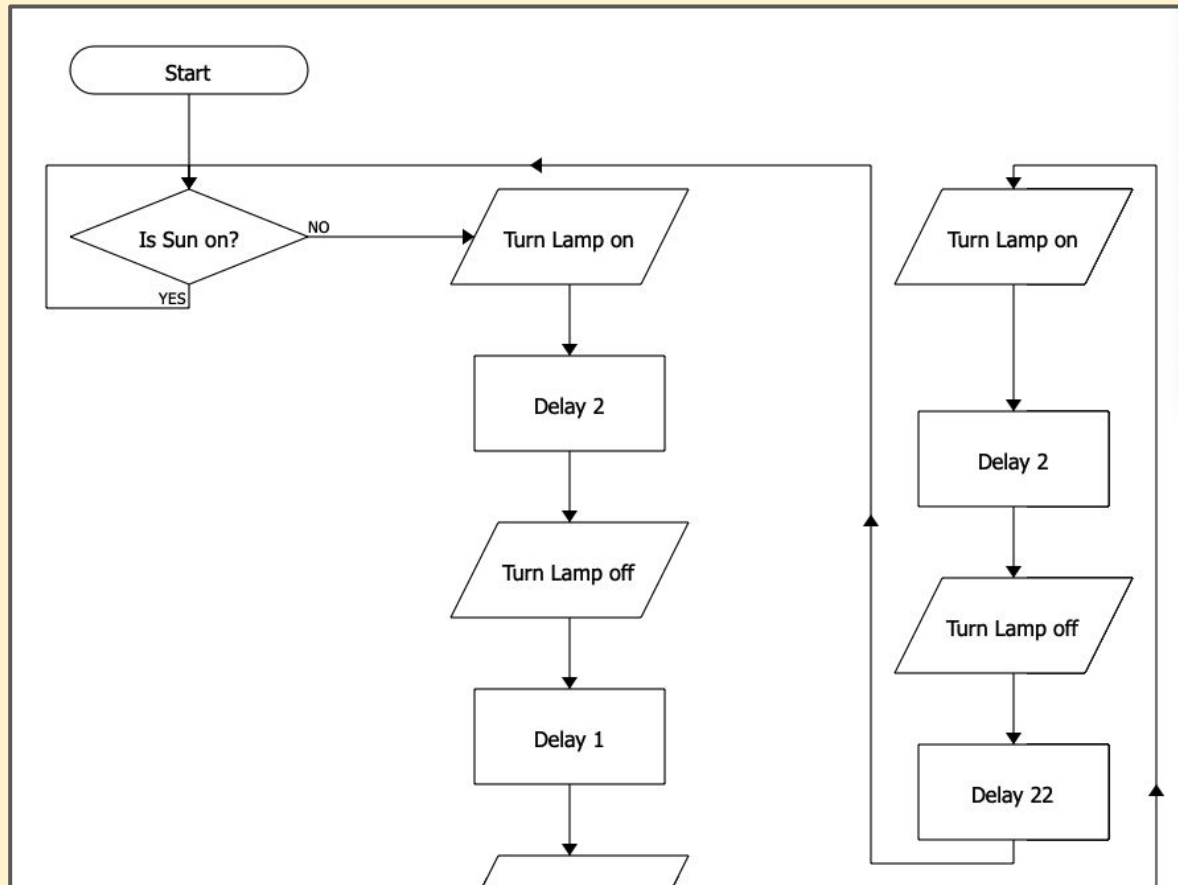 Start
Is Sun on?
NO
YES
Turn Lamp on
Delay 2
Turn Lamp off
Delay 1
Turn Lamp on
Delay 2
Turn Lamp off
Delay 22